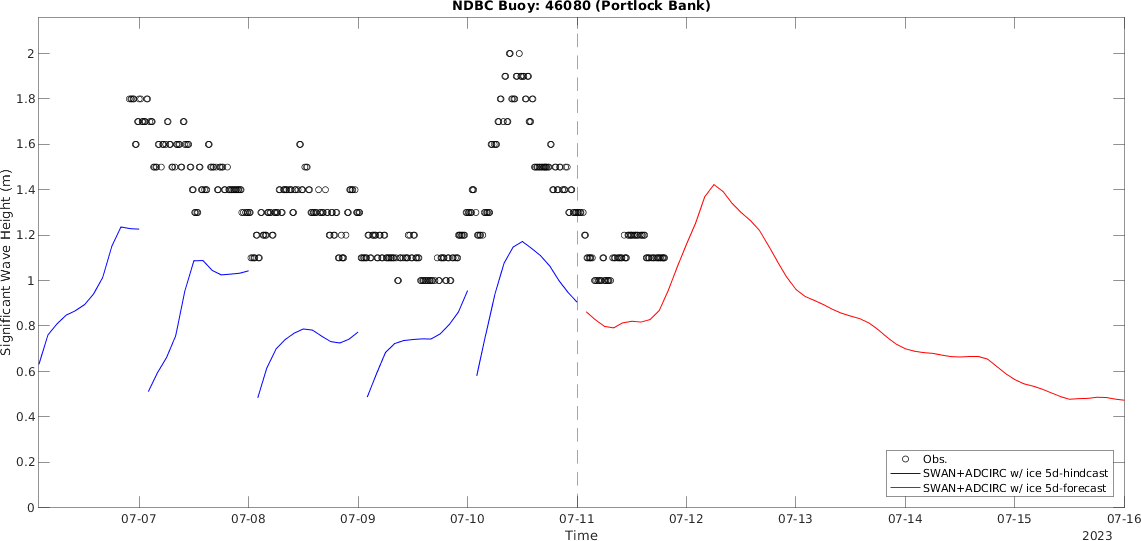 NDBC Buoy: 46080 (Portlock Bank)
Significant Wave Height (m)
2
1.8
1.6
1.4
1.2
1
0.8
0.6
0.4
0.2
0
Obs.
SWAN+ADCIRC w/ ice 5d-hindcast
SWAN+ADCIRC w/ ice 5d-forecast
07-07 07-08 07-09 07-10 07-11 07-12 07-13 07-14 07-15 07-16
Time
2023